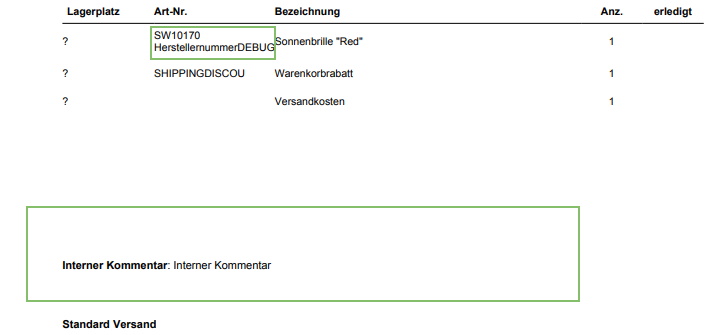 Lagerplatz Art-Nr. Bezeichnung Anz. erledigt
? SW10170 Sonnenbrille "Red" 1
HerstellernummerDEBUG
? SHIPPINGDISCOU Warenkorbrabatt 1
? Versandkosten 1
Interner Kommentar: Interner Kommentar
Standard Versand